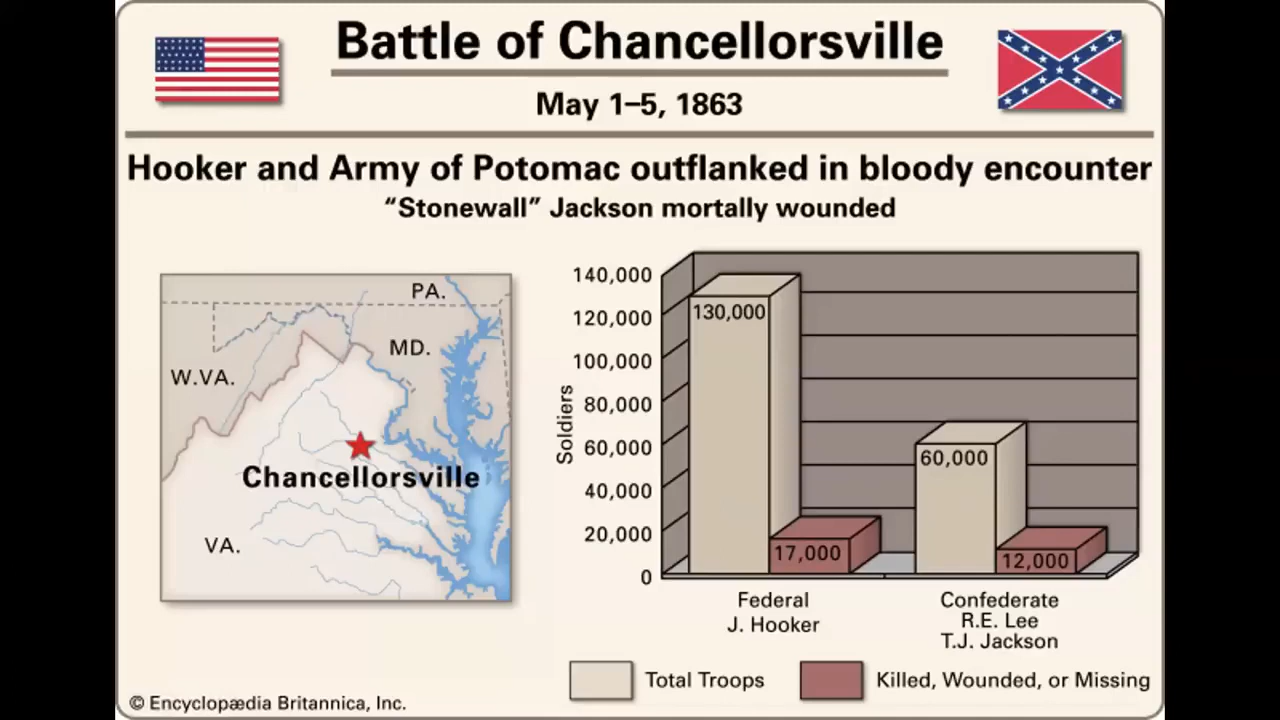 Battle of Chancellorsville
May 1–5, 1863
Hooker and Army of Potomac outflanked in bloody encounter
“Stonewall” Jackson mortally wounded
PA.
MD.
W.VA.
Chancellorsville
VA.
Soldiers
140,000
120,000
100,000
80,000
60,000
40,000
20,000
0
130,000
17,000
60,000
12,000
Federal
J. Hooker
Confederate
R.E. Lee
T.J. Jackson
Total Troops
Killed, Wounded, or Missing
© Encyclopædia Britannica, Inc.